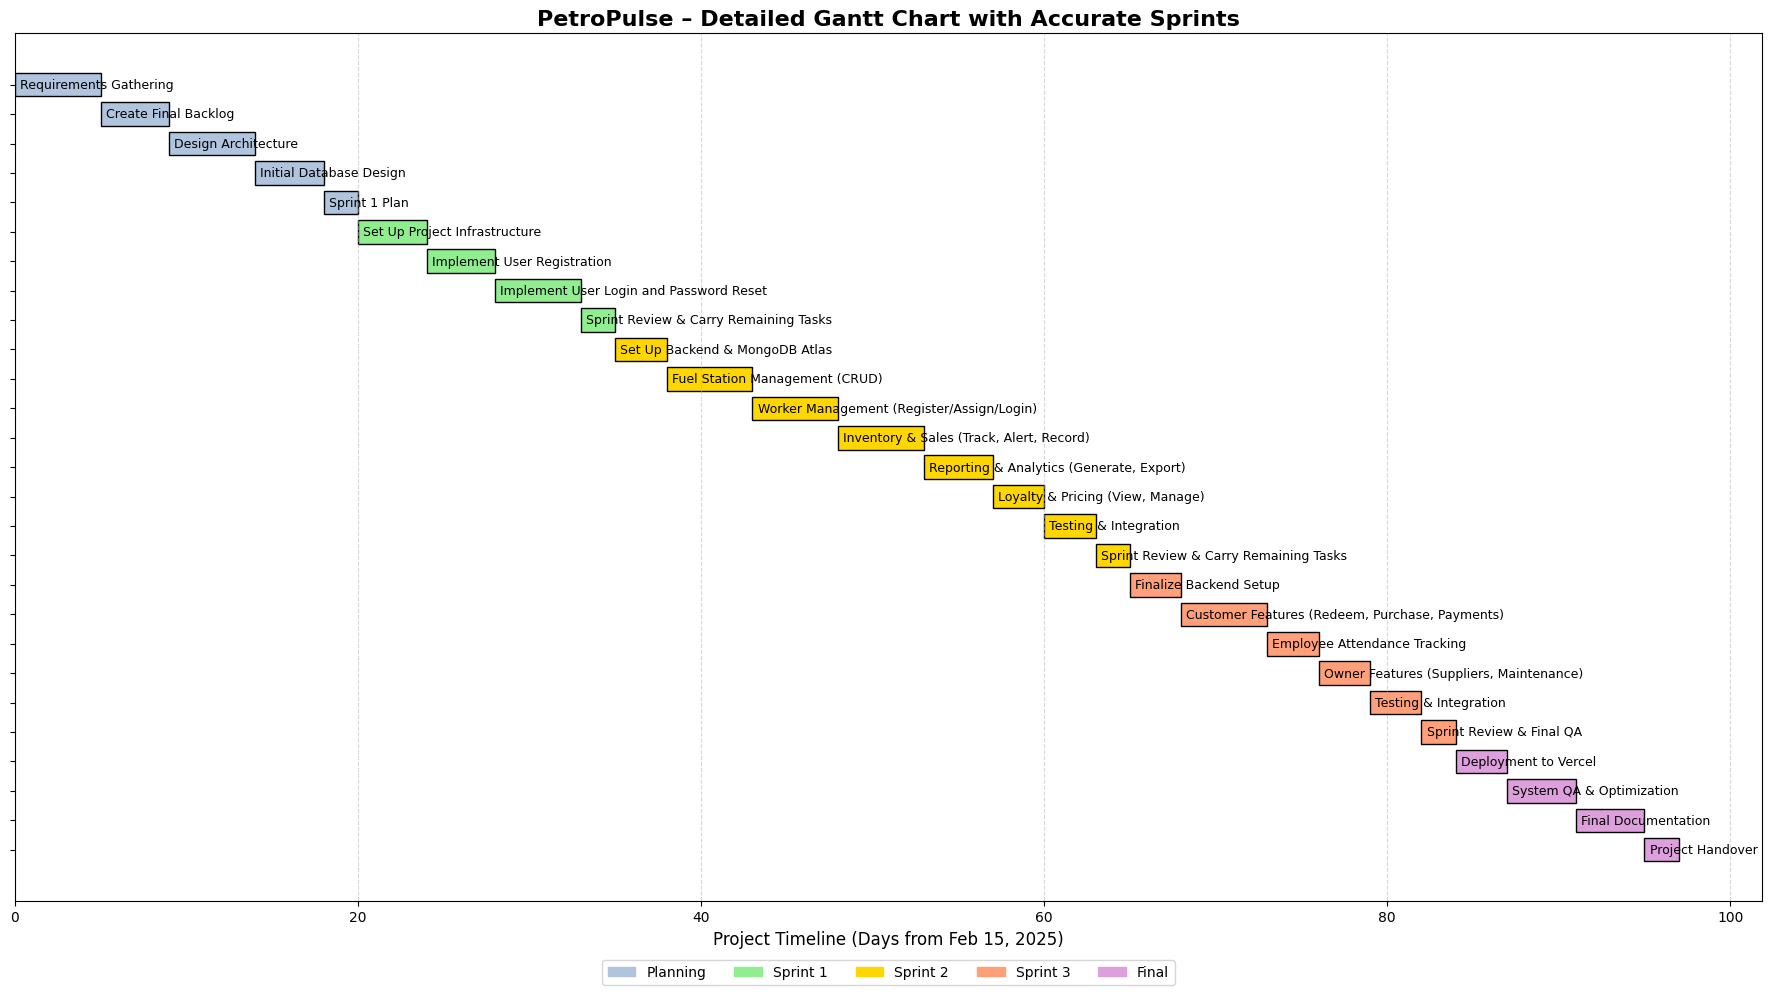 PetroPulse – Detailed Gantt Chart with Accurate Sprints
Requirements Gathering
Create Final Backlog
Design Architecture
Initial Database Design
Sprint 1 Plan
Set Up Project Infrastructure
Implement User Registration
Implement User Login and Password Reset
Sprint Review & Carry Remaining Tasks
Set Up Backend & MongoDB Atlas
Fuel Station Management (CRUD)
Worker Management (Register/Assign/Login)
Inventory & Sales (Track, Alert, Record)
Reporting & Analytics (Generate, Export)
Loyalty & Pricing (View, Manage)
Testing & Integration
Sprint Review & Carry Remaining Tasks
Finalize Backend Setup
Customer Features (Redeem, Purchase, Payments)
Employee Attendance Tracking
Owner Features (Suppliers, Maintenance)
Testing & Integration
Sprint Review & Final QA
Deployment to Vercel
System QA & Optimization
Final Documentation
Project Handover
0 20 40 60 80 100
Project Timeline (Days from Feb 15, 2025)
Planning Sprint 1 Sprint 2 Sprint 3 Final